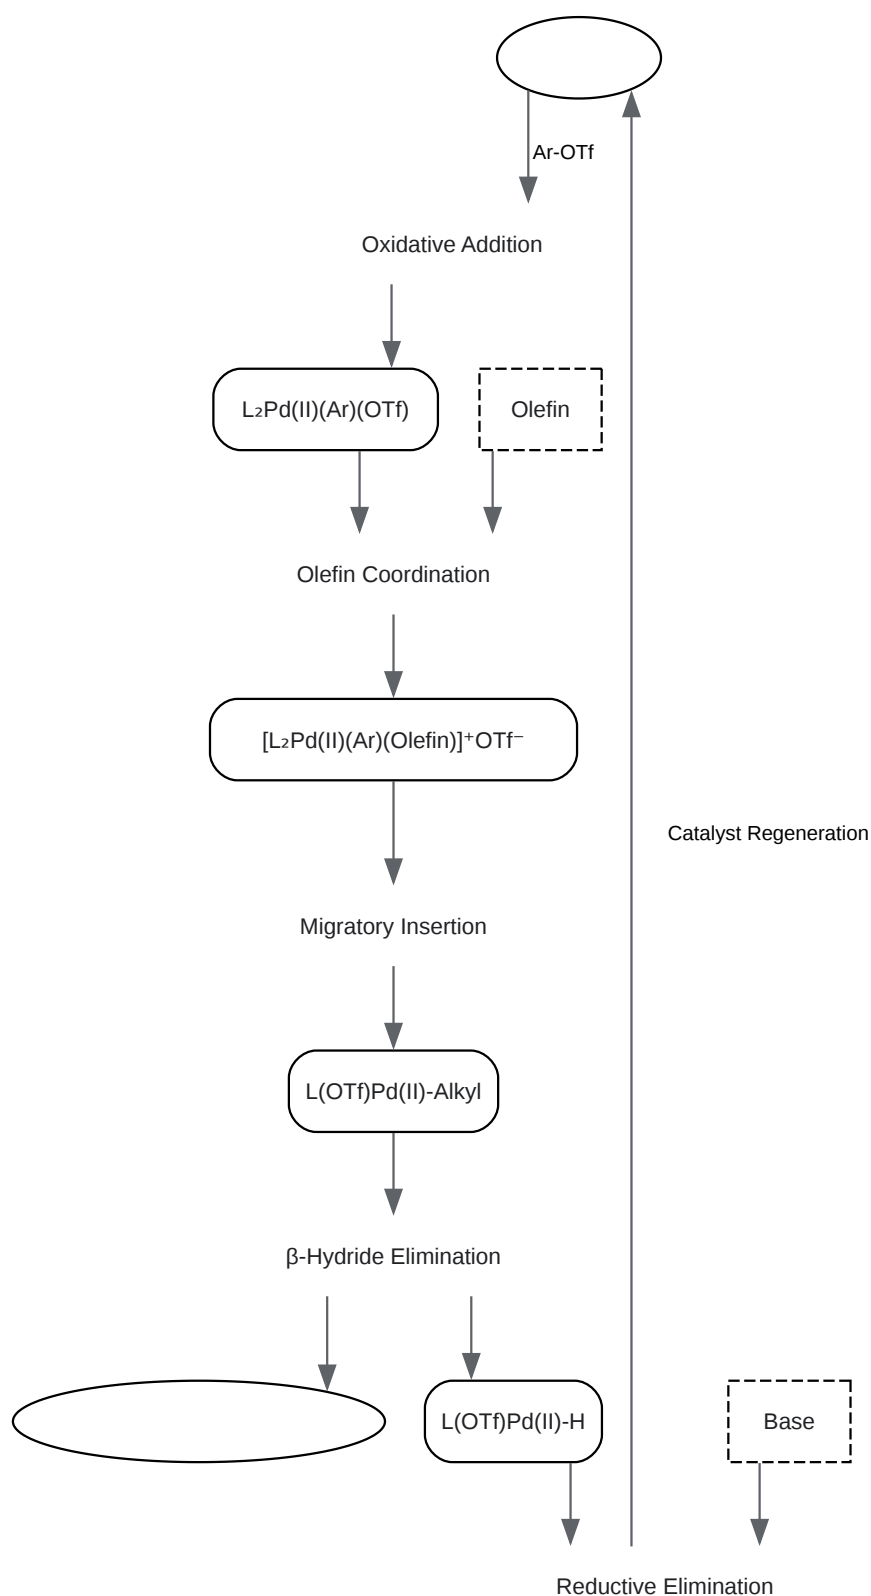 Ar-OTf
Oxidative Addition
L₂Pd(II)(Ar)(OTf)
Olefin
Olefin Coordination
[L₂Pd(II)(Ar)(Olefin)]⁺OTf⁻
Catalyst Regeneration
Migratory Insertion
L(OTf)Pd(II)-Alkyl
β-Hydride Elimination
L(OTf)Pd(II)-H
Base
Reductive Elimination